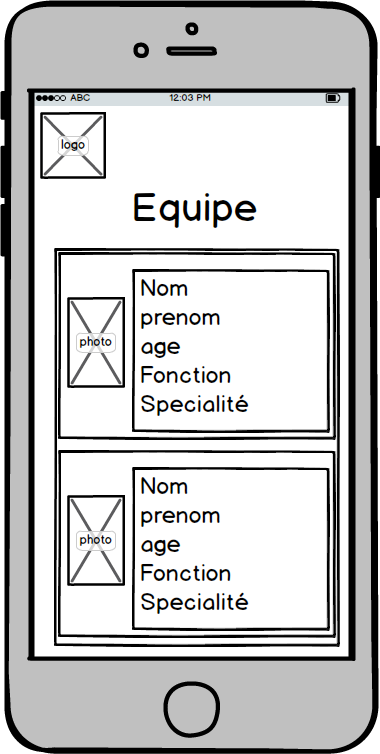 ABC 12:03 PM
logo
Equipe
photo
Nom
prenom
age
Fonction
Specialité
photo
Nom
prenom
age
Fonction
Specialité